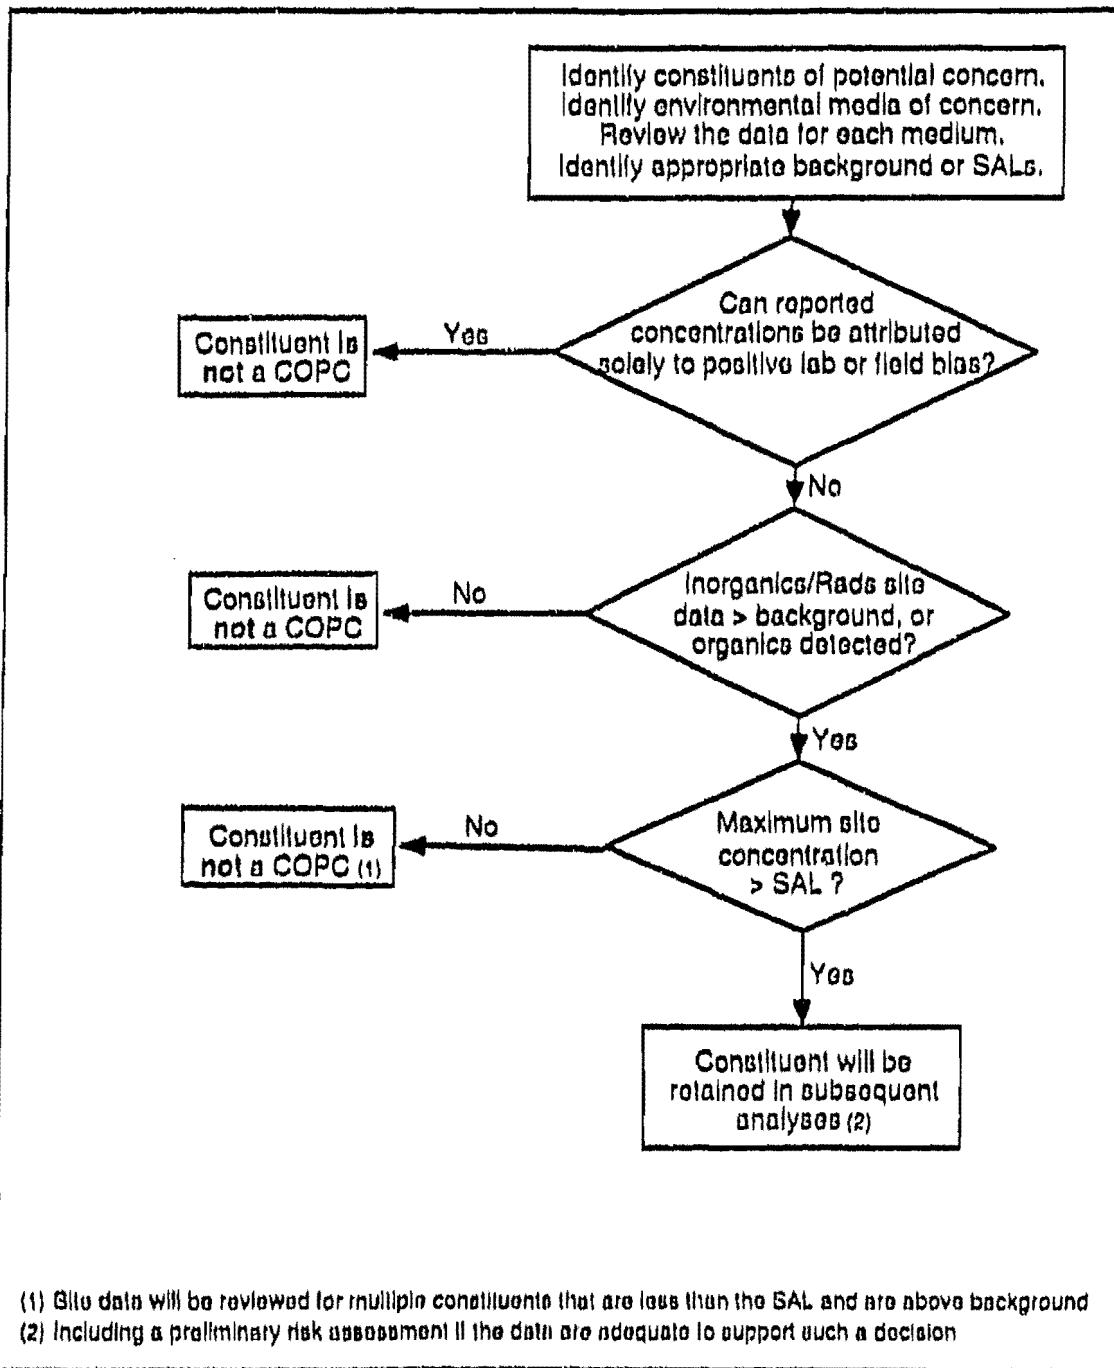 Identify constituents of potential concern.
Identify environmental media of concern.
Review the data for each medium.
Identify appropriate background or SALs.
Can reported
concentrations be attributed
solely to positive lab or field bias?
Yes
Constituent is
not a COPC
No
Inorganics/Rads site
data > background, or
organics detected?
No
Constituent is
not a COPC
Yes
Maximum site
concentration
> SAL ?
No
Constituent is
not a COPC (1)
Yes
Constituent will be
retained in subsequent
analyses (2)
(1) Site data will be reviewed for multiple constituents that are less than the SAL and are above background
(2) Including a preliminary risk assessment if the data are adequate to support such a decision